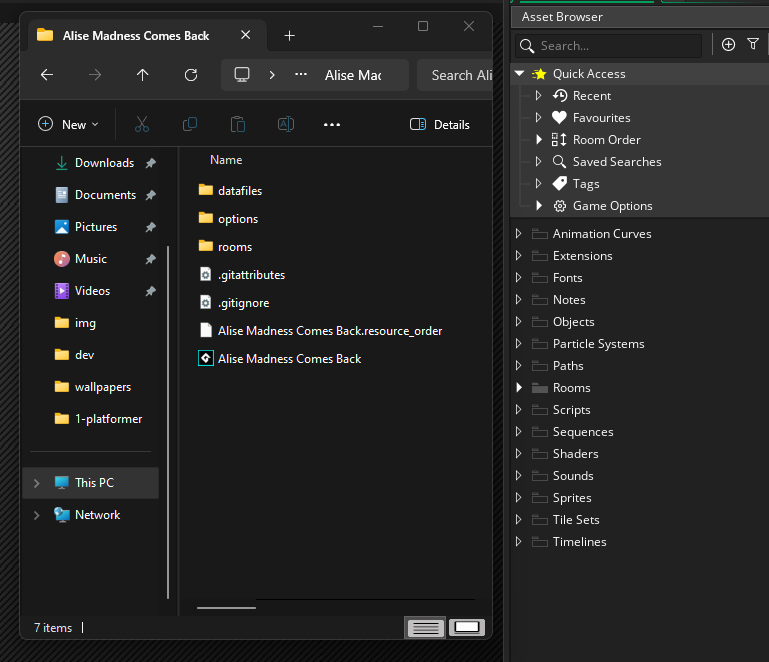 Alise Madness Comes Back
Alise Mac
Search Ali
New
Details
Downloads
Documents
Pictures
Music
Videos
img
dev
wallpapers
1-platformer
This PC
Network
Name
datafiles
options
rooms
.gitattributes
.gitignore
Alise Madness Comes Back.resource_order
Alise Madness Comes Back
7 items
Asset Browser
Search...
Quick Access
Recent
Favourites
Room Order
Saved Searches
Tags
Game Options
Animation Curves
Extensions
Fonts
Notes
Objects
Particle Systems
Paths
Rooms
Scripts
Sequences
Shaders
Sounds
Sprites
Tile Sets
Timelines